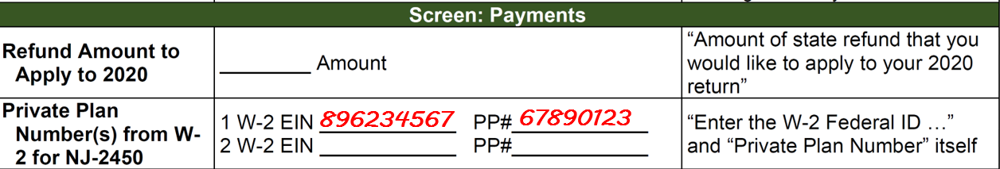 Screen: Payments
Refund Amount to
Apply to 2020
________ Amount
“Amount of state refund that you
would like to apply to your 2020
return”
Private Plan
Number(s) from W-
2 for NJ-2450
1 W-2 EIN 896234567 PP# 67890123
2 W-2 EIN ____________ PP#____________
“Enter the W-2 Federal ID …”
and “Private Plan Number” itself